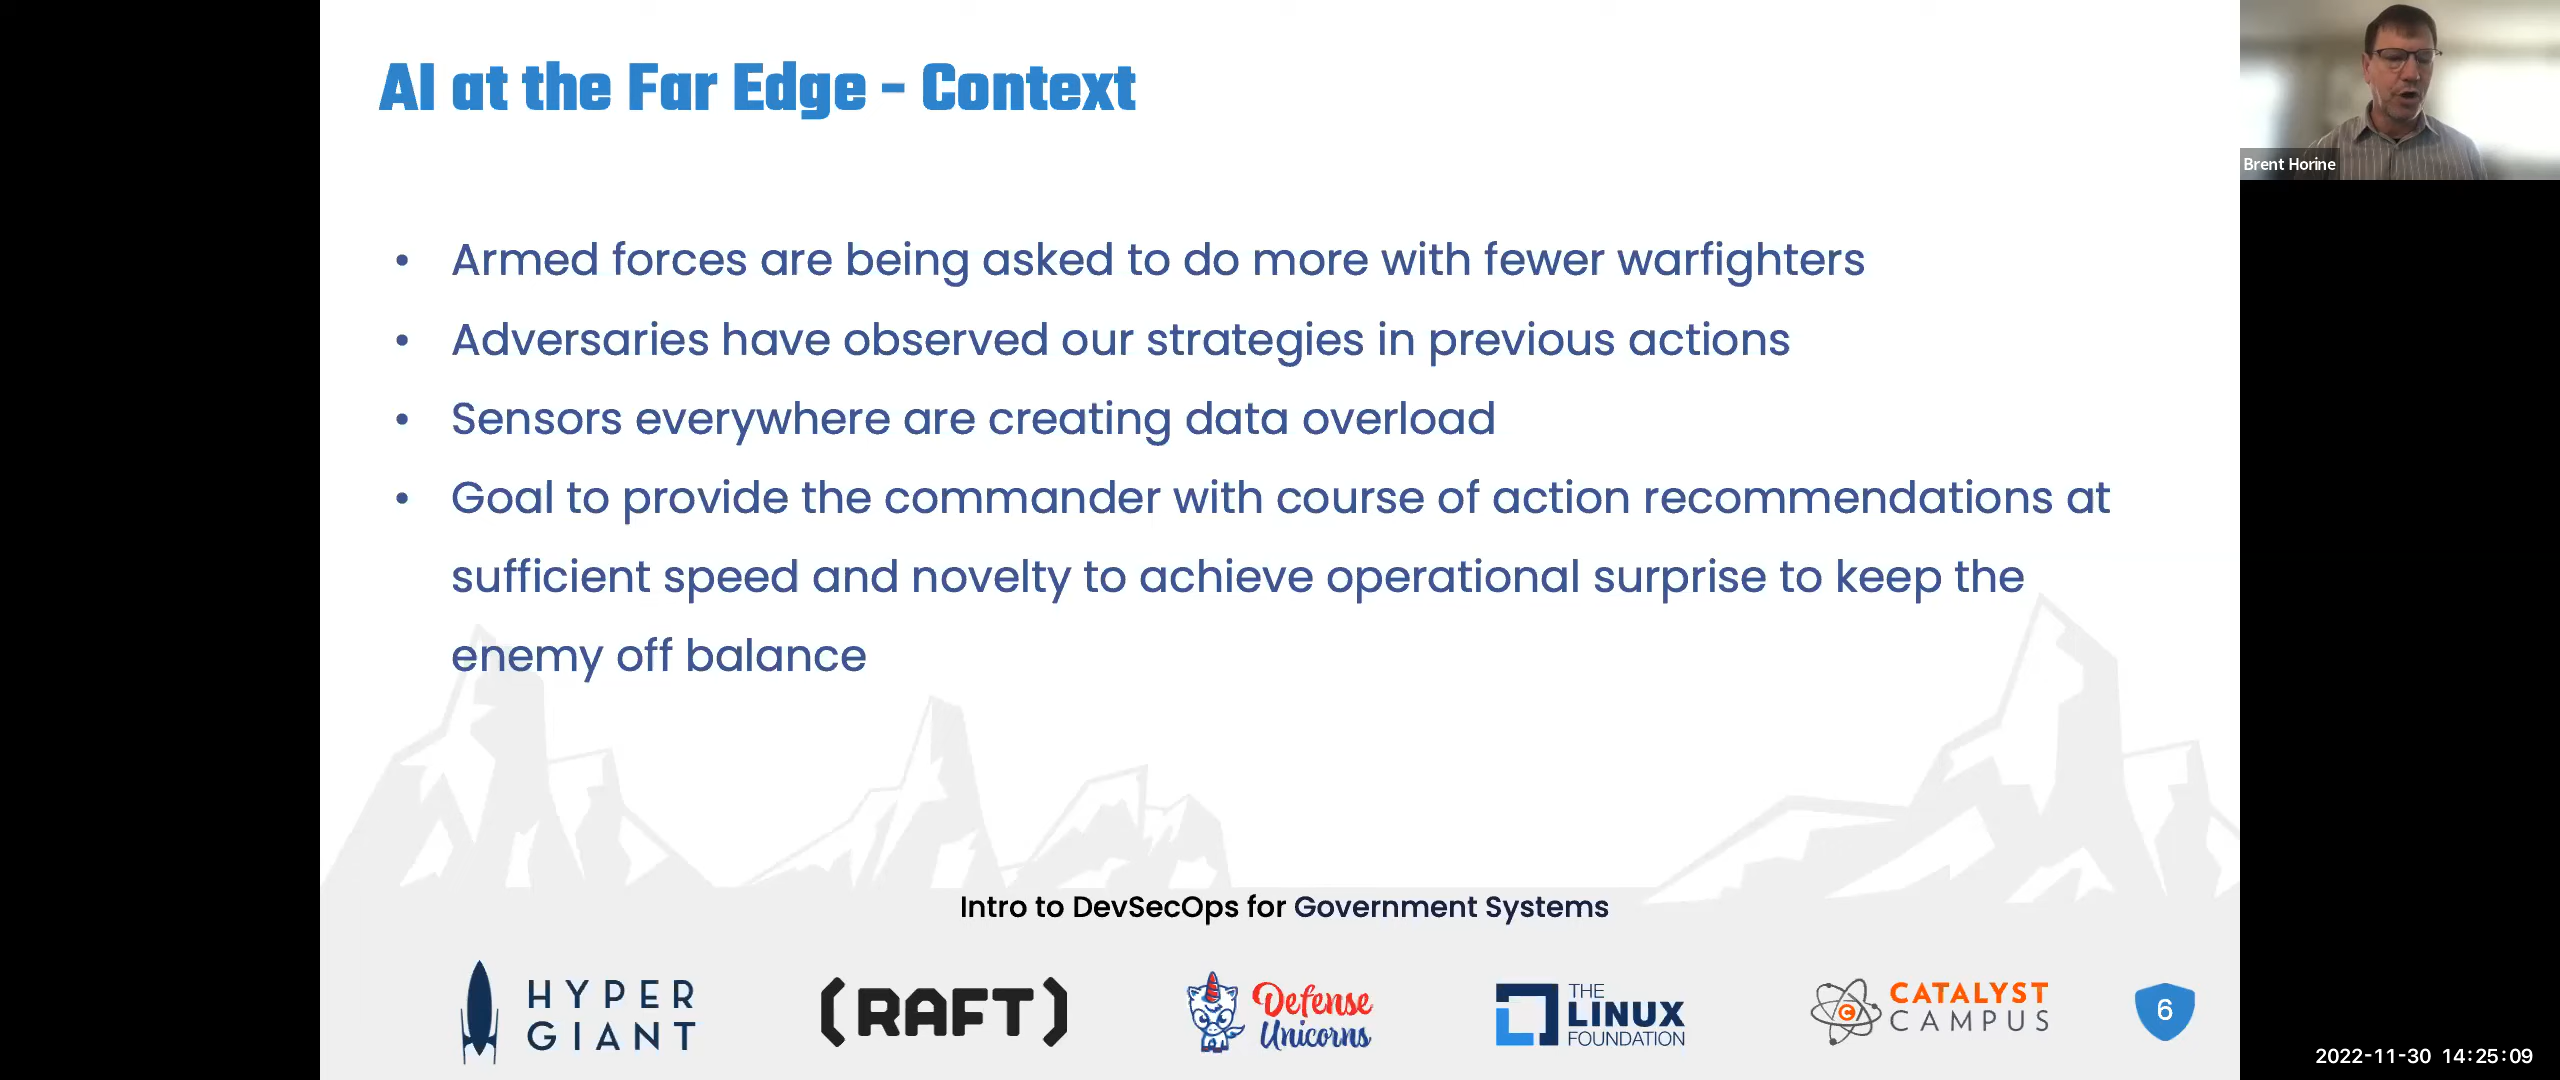 AI at the Far Edge - Context
Brent Horine
• Armed forces are being asked to do more with fewer warfighters
• Adversaries have observed our strategies in previous actions
• Sensors everywhere are creating data overload
• Goal to provide the commander with course of action recommendations at
sufficient speed and novelty to achieve operational surprise to keep the
enemy off balance
Intro to DevSecOps for Government Systems
HYPER
GIANT
(RAFT)
Defense
Unicorns
THE
LINUX
FOUNDATION
C
CATALYST
CAMPUS
6
2022-11-30 14:25:09